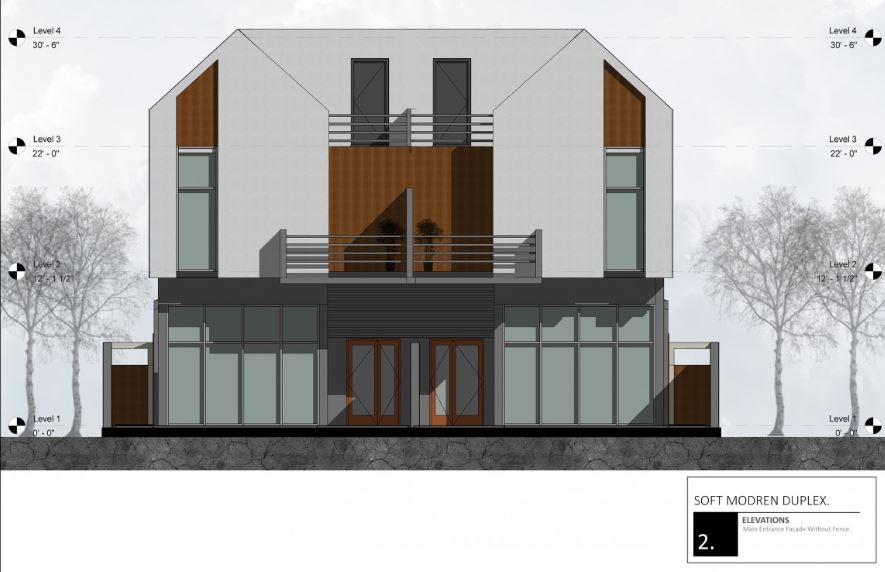 Level 4
30' - 6"
Level 4
30' - 6"
Level 3
22' - 0"
Level 3
22' - 0"
Level 2
12' - 1 1/2"
Level 2
12' - 1 1/2"
Level 1
0' - 0"
Level 1
0' - 0"
SOFT MODREN DUPLEX.
ELEVATIONS
Main Entrance Facade Without Fence.
2.